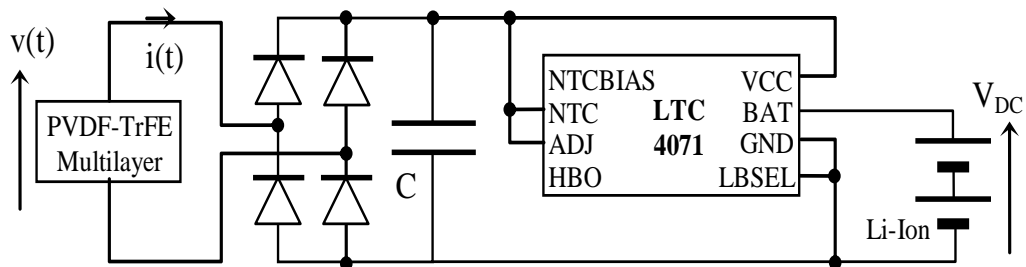 v(t)
i(t)
PVDF-TrFE
Multilayer
C
NTCBIAS
NTC
ADJ
HBO
LTC
4071
VCC
BAT
GND
LBSEL
V_DC
Li-Ion